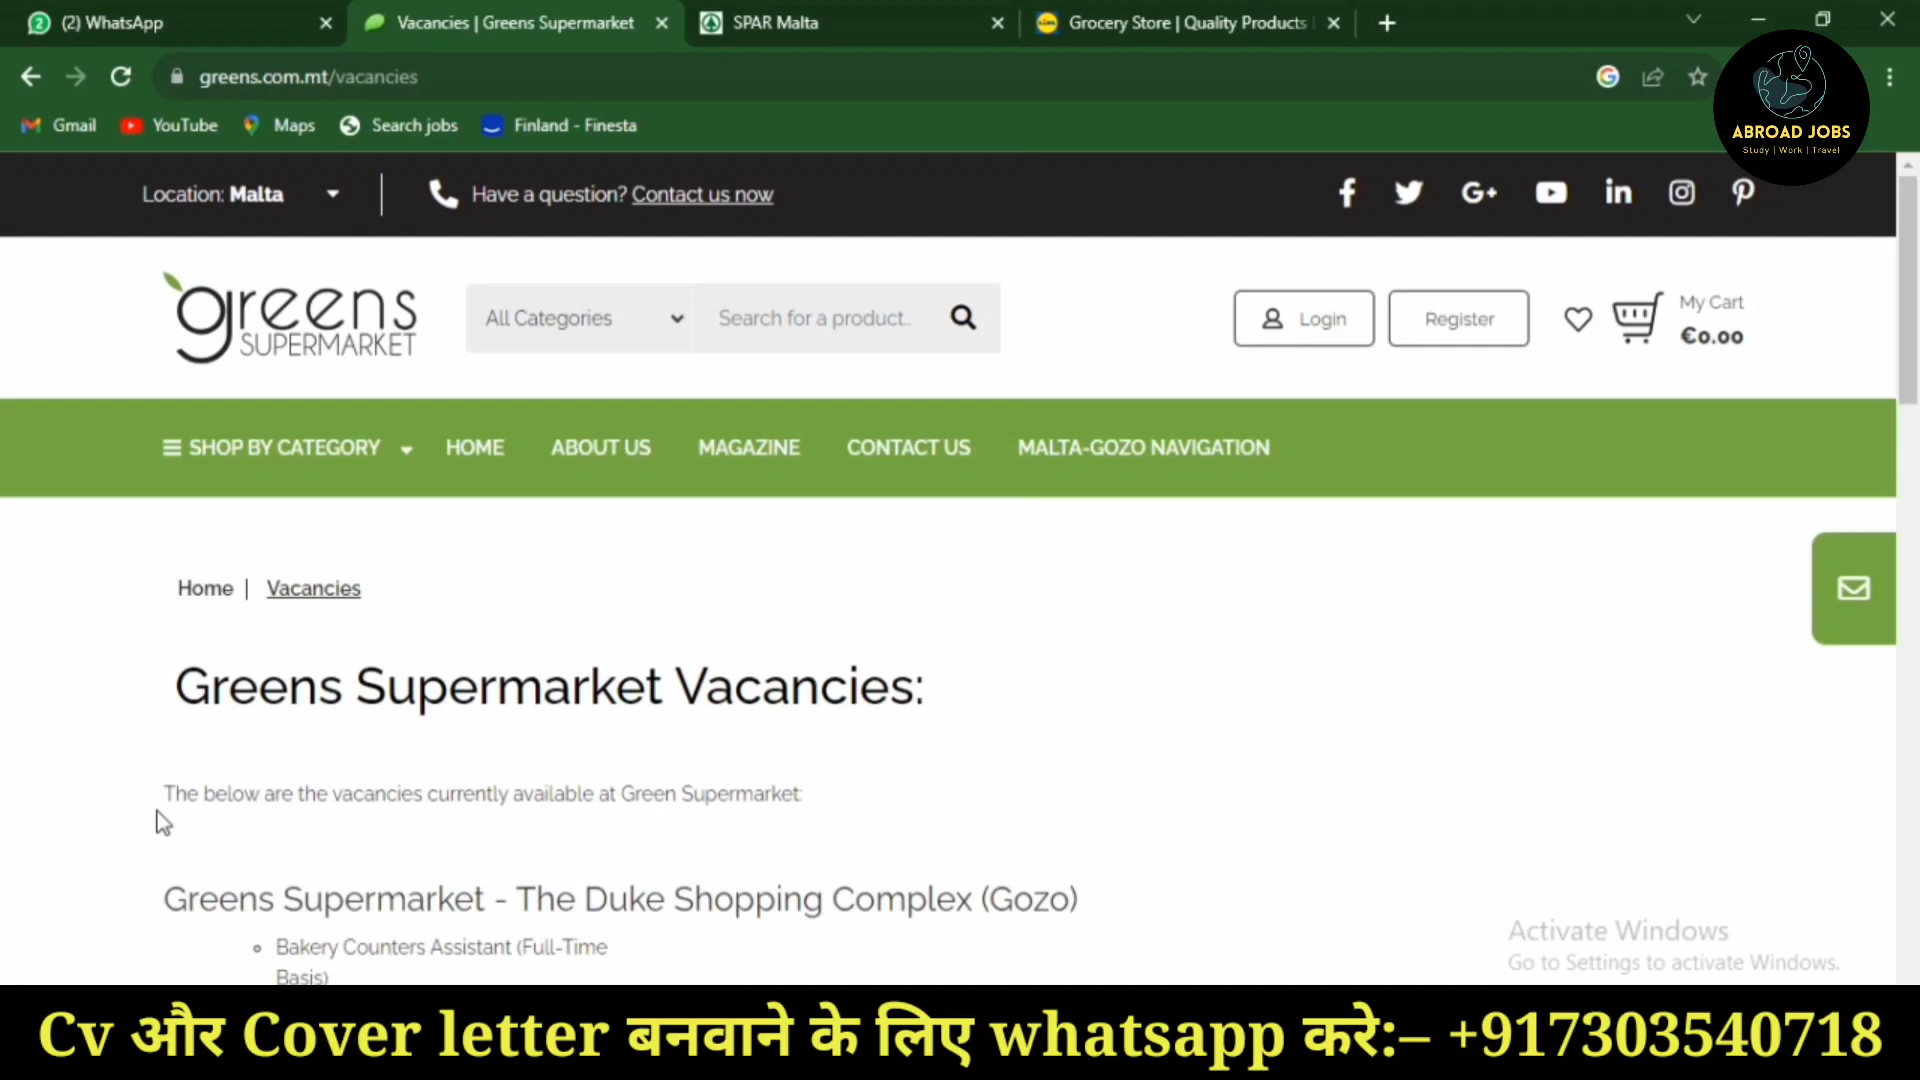 (2) WhatsApp
Vacancies | Greens Supermarket
SPAR Malta
Grocery Store | Quality Products
greens.com.mt/vacancies
Gmail
YouTube
Maps
Search jobs
Finland - Finesta
ABROAD JOBS
Study | Work | Travel
Location: Malta
Have a question? Contact us now
greens
SUPERMARKET
All Categories
Search for a product..
Login
Register
My Cart
€0.00
SHOP BY CATEGORY
HOME
ABOUT US
MAGAZINE
CONTACT US
MALTA-GOZO NAVIGATION
Home | Vacancies
Greens Supermarket Vacancies:
The below are the vacancies currently available at Green Supermarket:
Greens Supermarket - The Duke Shopping Complex (Gozo)
Bakery Counters Assistant (Full-Time
Basis)
Activate Windows
Go to Settings to activate Windows.
Cv और Cover letter बनवाने के लिए whatsapp करे:– +917303540718